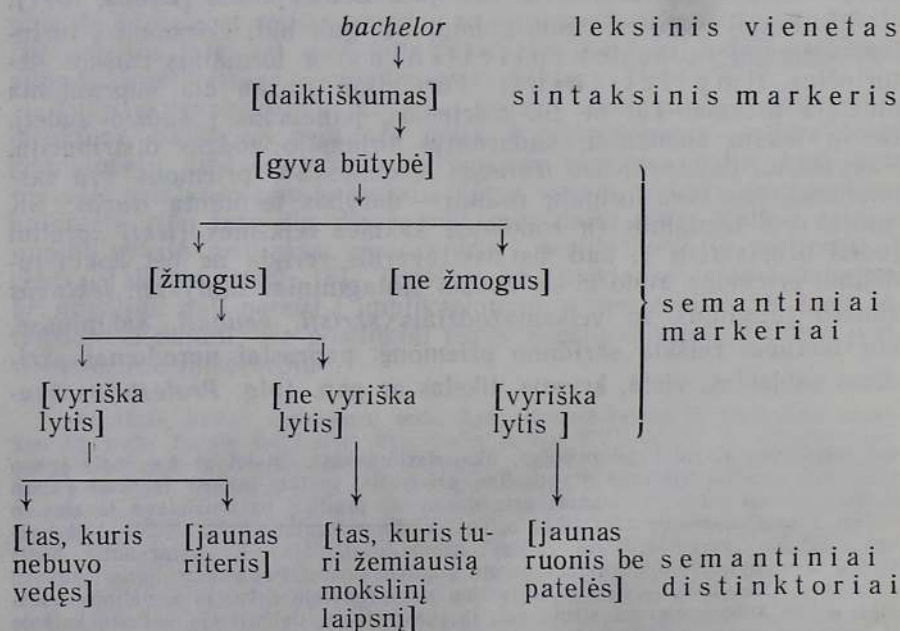 bachelor leksinis vienetas
[daiktiškumas] sintaksinis markeris
[gyva būtybė]
[žmogus] [ne žmogus]
semantiniai
markeriai
[vyriška
lytis]
[ne vyriška
lytis]
[vyriška
lytis ]
[tas, kuris
nebuvo
vedęs]
[jaunas
riteris]
[tas, kuris tu-
ri žemiausią
mokslinį
laipsnį]
[jaunas
ruonis be
patelės]
semantiniai
distinktoriai